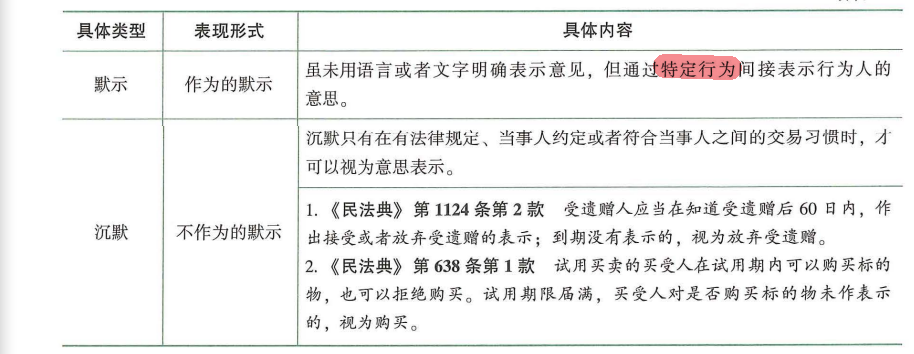 具体类型 表现形式 具体内容
默示 作为的默示 虽未用语言或者文字明确表示意见，但通过特定行为间接表示行为人的
意思。
沉默 不作为的默示 沉默只有在有法律规定、当事人约定或者符合当事人之间的交易习惯时，才
可以视为意思表示。
1. 《民法典》第 1124 条第 2 款 受遗赠人应当在知道受遗赠后 60 日内，作
出接受或者放弃受遗赠的表示；到期没有表示的，视为放弃受遗赠。
2. 《民法典》第 638 条第 1 款 试用买卖的买受人在试用期内可以购买标的
物，也可以拒绝购买。试用期限届满，买受人对是否购买标的物未作表示
的，视为购买。